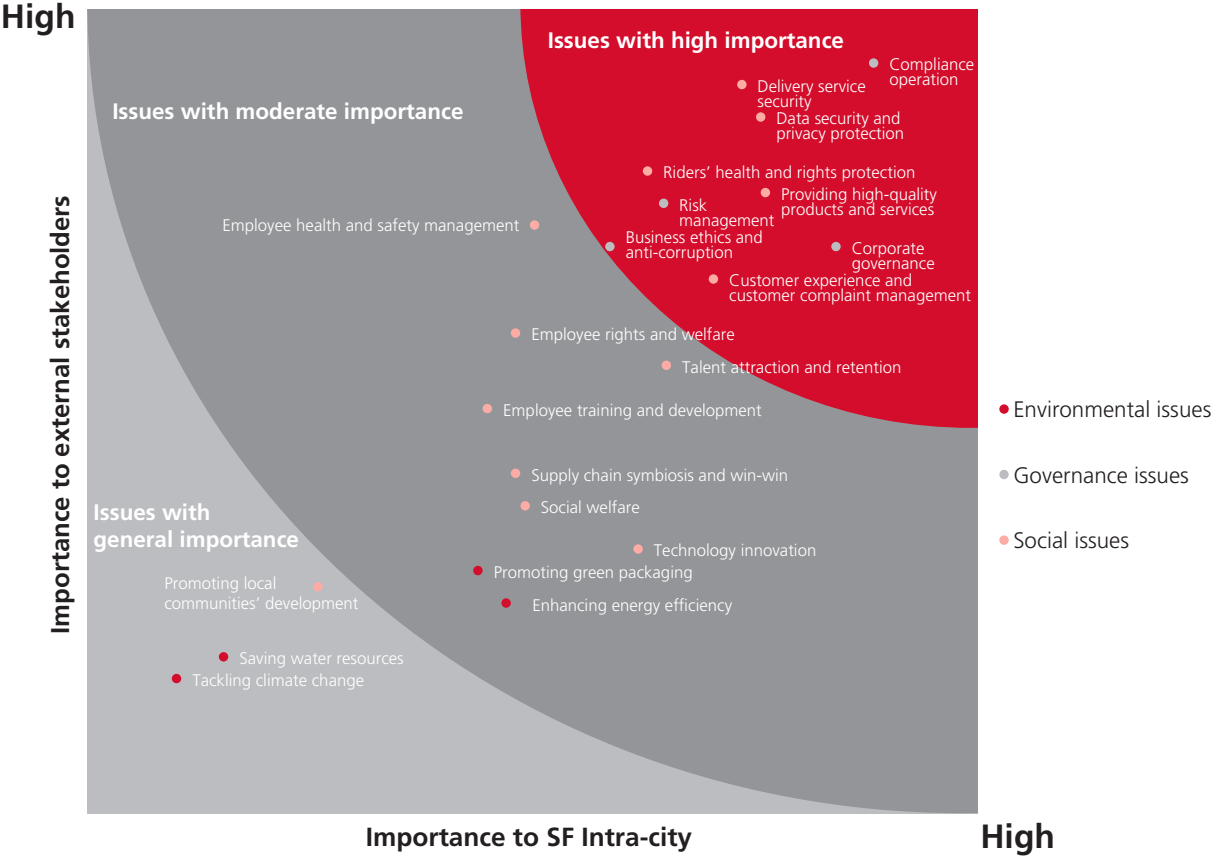 High
Issues with high importance
Compliance
operation
Delivery service
security
Issues with moderate importance
Data security and
privacy protection
Riders’ health and rights protection
Providing high-quality
products and services
Risk
management
Employee health and safety management
Business ethics and
anti-corruption
Corporate
governance
Customer experience and
customer complaint management
Employee rights and welfare
Talent attraction and retention
Employee training and development
Supply chain symbiosis and win-win
Social welfare
Issues with
general importance
Technology innovation
Promoting green packaging
Promoting local
communities’ development
Enhancing energy efficiency
Saving water resources
Tackling climate change
Importance to external stakeholders
Environmental issues
Governance issues
Social issues
Importance to SF Intra-city
High